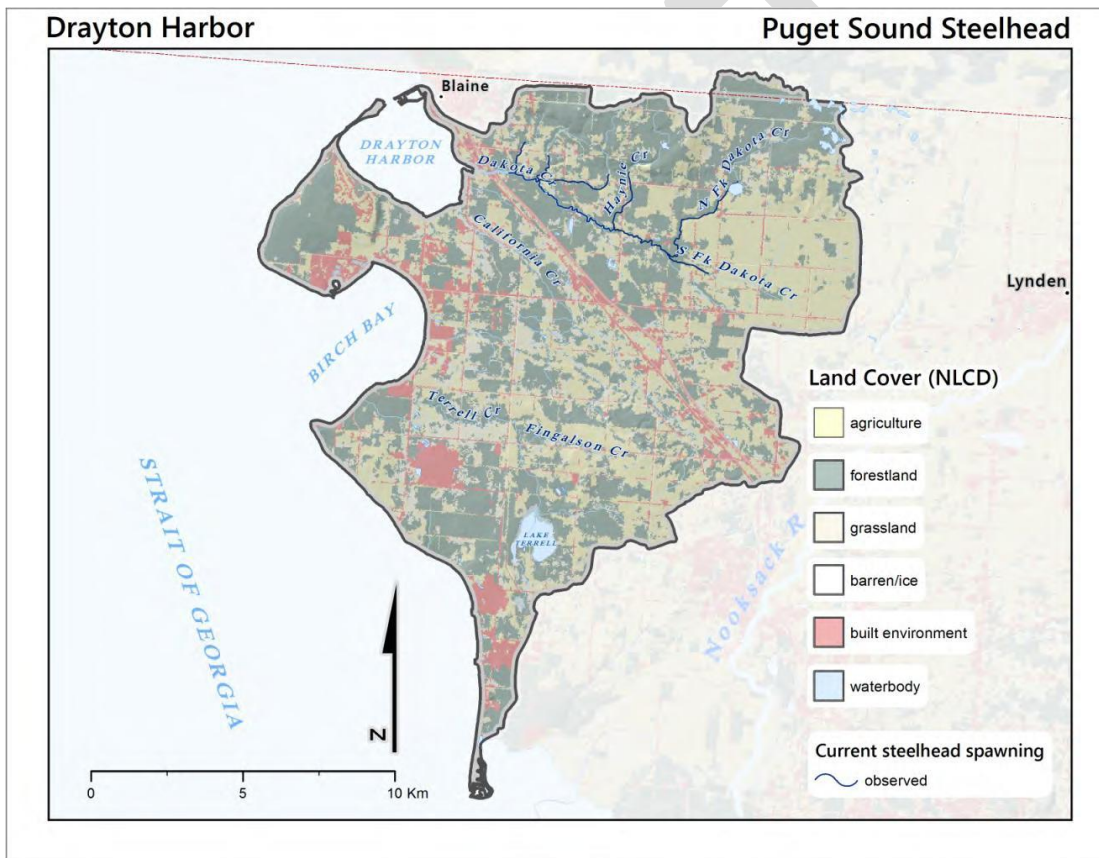 Drayton Harbor
Puget Sound Steelhead
Blaine
DRAYTON
HARBOR
Dakota Cr
Haynie Cr
N Fk Dakota Cr
California Cr
S Fk Dakota Cr
Lynden
BIRCH BAY
Terrell Cr
Fingalson Cr
LAKE
TERRELL
STRAIT OF GEORGIA
Nooksack R
Land Cover (NLCD)
agriculture
forestland
grassland
barren/ice
built environment
waterbody
Current steelhead spawning
observed
N
0 5 10 Km